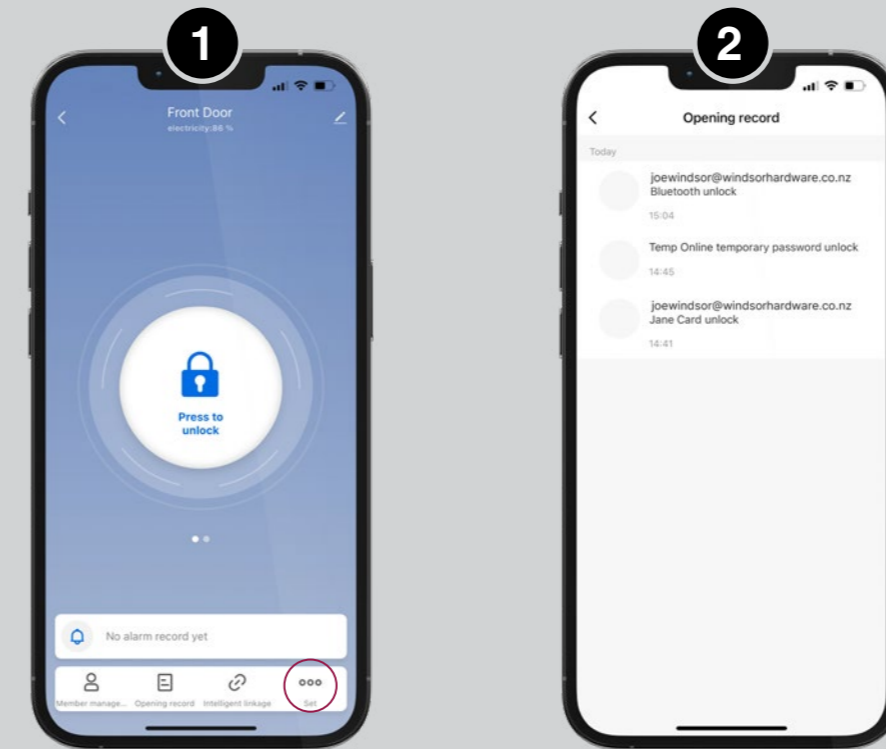 1
Front Door
electricity:86 %
Press to
unlock
No alarm record yet
Member manage...
Opening record
Intelligent linkage
Set
2
Opening record
Today
joewindsor@windsorhardware.co.nz
Bluetooth unlock
15:04
Temp Online temporary password unlock
14:45
joewindsor@windsorhardware.co.nz
Jane Card unlock
14:41